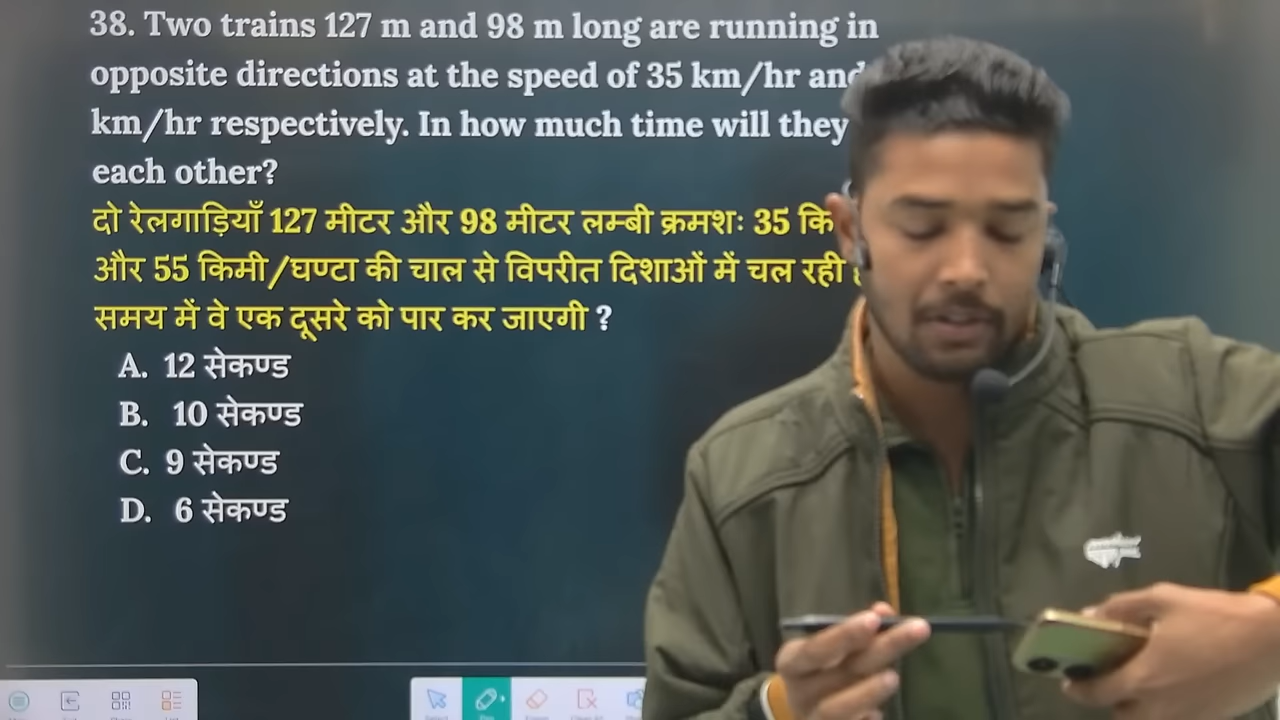 38. Two trains 127 m and 98 m long are running in
opposite directions at the speed of 35 km/hr and
km/hr respectively. In how much time will they
each other?
दो रेलगाड़ियाँ 127 मीटर और 98 मीटर लम्बी क्रमशः 35 कि
और 55 किमी/घण्टा की चाल से विपरीत दिशाओं में चल रही
समय में वे एक दूसरे को पार कर जाएगी ?
A. 12 सेकण्ड
B. 10 सेकण्ड
C. 9 सेकण्ड
D. 6 सेकण्ड